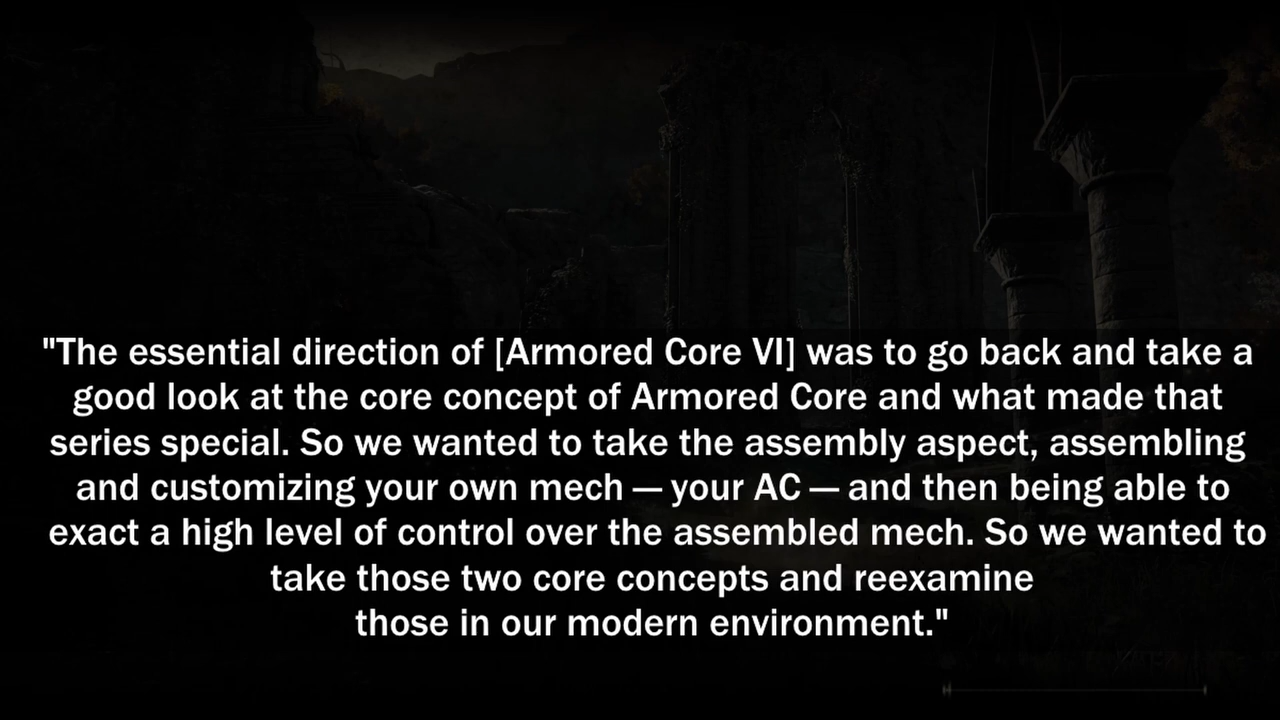 "The essential direction of [Armored Core VI] was to go back and take a
good look at the core concept of Armored Core and what made that
series special. So we wanted to take the assembly aspect, assembling
and customizing your own mech — your AC — and then being able to
exact a high level of control over the assembled mech. So we wanted to
take those two core concepts and reexamine
those in our modern environment."